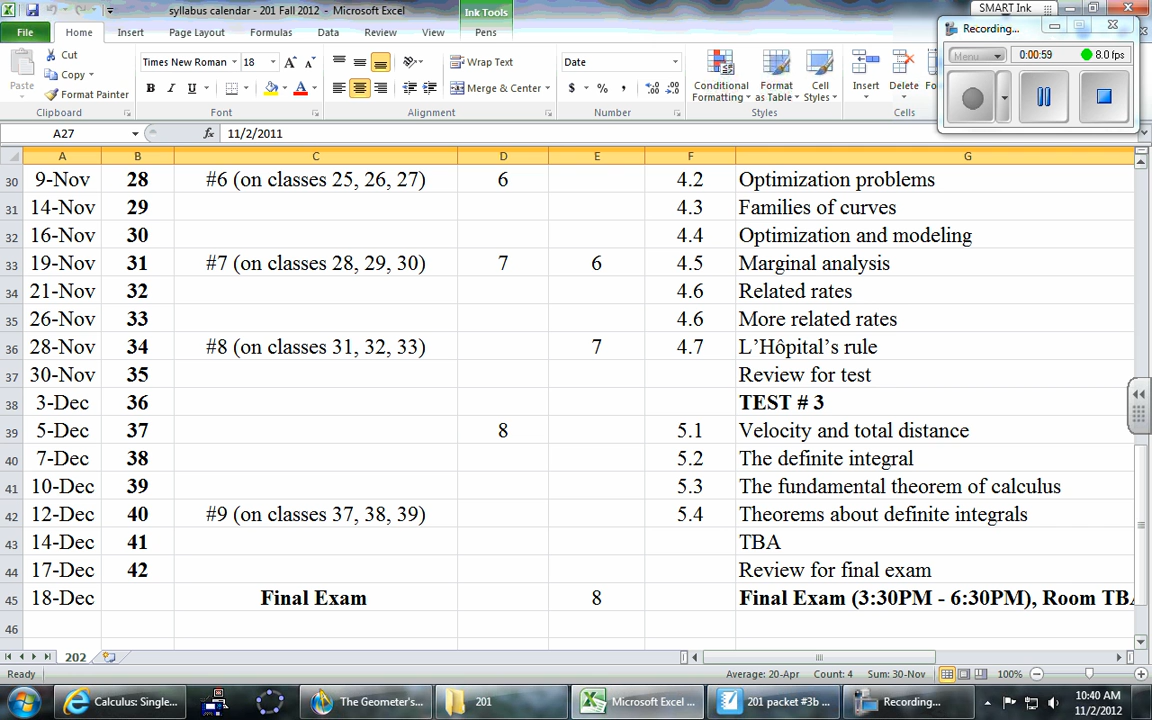 syllabus calendar - 201 Fall 2012 - Microsoft Excel
Ink Tools
SMART Ink
File Home Insert Page Layout Formulas Data Review View Pens
Recording...
Menu 0:00:59 8.0 fps
Paste Cut Copy Format Painter
Times New Roman 18
B I U
Wrap Text
Merge & Center
Date
$ % ,
Conditional Formatting Format as Table Cell Styles Insert Delete
Clipboard Font Alignment Number Styles Cells
A27 fx 11/2/2011
A B C D E F G
30 9-Nov 28 #6 (on classes 25, 26, 27) 6 4.2 Optimization problems
31 14-Nov 29 4.3 Families of curves
32 16-Nov 30 4.4 Optimization and modeling
33 19-Nov 31 #7 (on classes 28, 29, 30) 7 6 4.5 Marginal analysis
34 21-Nov 32 4.6 Related rates
35 26-Nov 33 4.6 More related rates
36 28-Nov 34 #8 (on classes 31, 32, 33) 7 4.7 L’Hôpital’s rule
37 30-Nov 35 Review for test
38 3-Dec 36 TEST # 3
39 5-Dec 37 8 5.1 Velocity and total distance
40 7-Dec 38 5.2 The definite integral
41 10-Dec 39 5.3 The fundamental theorem of calculus
42 12-Dec 40 #9 (on classes 37, 38, 39) 5.4 Theorems about definite integrals
43 14-Dec 41 TBA
44 17-Dec 42 Review for final exam
45 18-Dec Final Exam 8 Final Exam (3:30PM - 6:30PM), Room TBA
46
202
Ready Average: 20-Apr Count: 4 Sum: 30-Nov 100%
Calculus: Single... The Geometer's... 201 Microsoft Excel ... 201 packet #3b ... Recording... 10:40 AM
11/2/2012